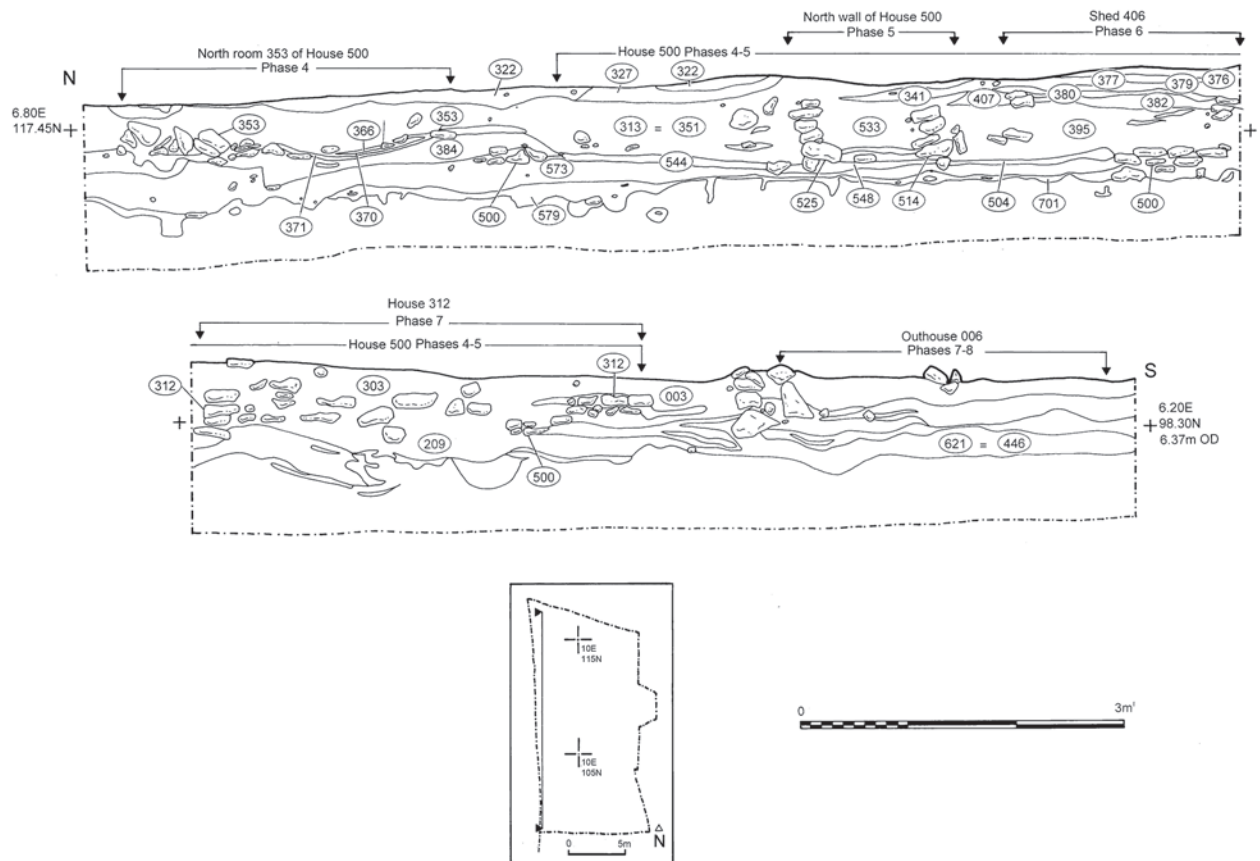 North wall of House 500
Phase 5
Shed 406
Phase 6
North room 353 of House 500
Phase 4
House 500 Phases 4-5
N
322
327
322
377
379
376
341
407
380
382
6.80E
117.45N
353
366
353
384
313 = 351
533
395
544
573
371
370
500
579
525
548
514
504
701
500
House 312
Phase 7
House 500 Phases 4-5
Outhouse 006
Phases 7-8
S
312
303
312
003
209
500
621 = 446
6.20E
98.30N
6.37m OD
10E
115N
10E
105N
0 5m
N
0 3m